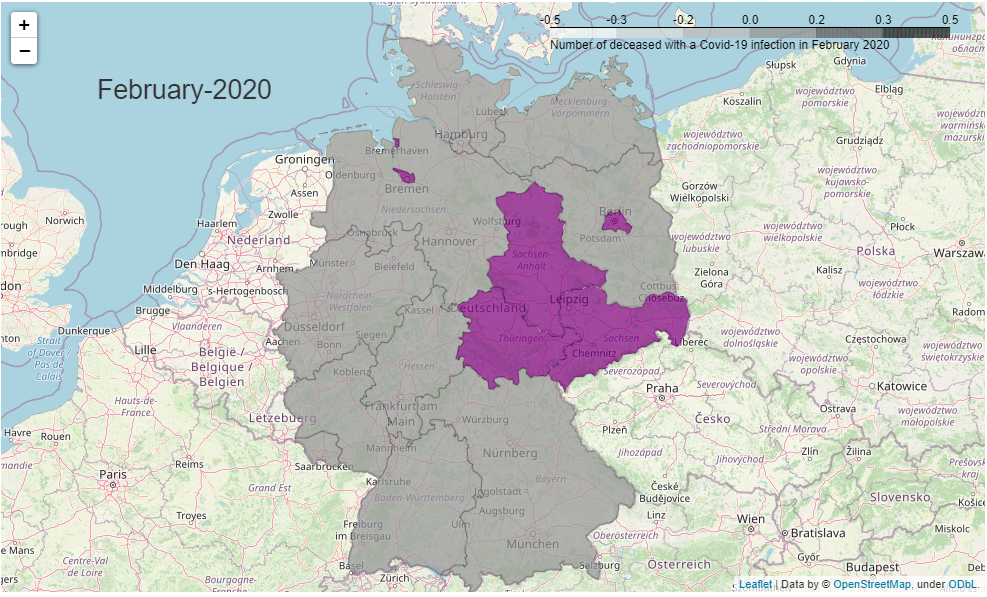 +
−
February-2020
-0.5 -0.3 -0.2 0.0 0.2 0.3 0.5
Number of deceased with a Covid-19 infection in February 2020
Schleswig-
Holstein
Lübeck
Mecklenburg-
Vorpommern
Hamburg
Słupsk
Gdynia
Elbląg
Koszalin
województwo
pomorskie
województwo
zachodniopomorskie
Grudziądz
województwo
kujawsko-
pomorskie
Groningen
Bremerhaven
Oldenburg
Bremen
Assen
Zwolle
Niedersachsen
Wolfsburg
Berlin
Potsdam
Gorzów
Wielkopolski
Norwich
Haarlem
Nederland
Den Haag
Arnhem
Osnabrück
Hannover
województwo
lubuskie
województwo
wielkopolskie
Płock
Polska
Warszawa
Münster
Bielefeld
Sachsen-
Anhalt
Cottbus
Chóśebuz
Zielona
Góra
Kalisz
województwo
łódzkie
Middelburg
's-Hertogenbosch
Brugge
Nordrhein-
Westfalen
Kassel
Deutschland
Leipzig
Dunkerque
Vlaanderen
Düsseldorf
Siegen
Thüringen
Sachsen
Chemnitz
Strait
of Dover /
Pas de
Calais
Lille
België /
Belgique /
Belgien
Aachen
Bonn
Hessen
Koblenz
województwo
dolnośląskie
województwo
opolskie
Częstochowa
województwo
świętokrzyskie
Katowice
Hauts-de-
France
Letzebuerg
Frankfurt am
Main
Würzburg
Severozápad
Praha
Severovýchod
Česko
Ostrava
województwo
małopolskie
Havre
Rouen
Reims
Saarbrücken
Mannheim
Nürnberg
Plzeň
Střední Morava
Jihozápad
Jihovýchod
Zlín
Žilina
Paris
Grand Est
Karlsruhe
Baden-Württemberg
Ingolstadt
Bayern
České
Budějovice
Slovensko
Košice
Troyes
Freiburg
im Breisgau
Ulm
Augsburg
München
Linz
Oberösterreich
Wien
Bratislava
Miskolc
Centre-Val
de Loire
Bourgogne-
Basel
Zürich
Salzburg
Österreich
Győr
Budapest
Leaflet | Data by © OpenStreetMap, under ODbL.